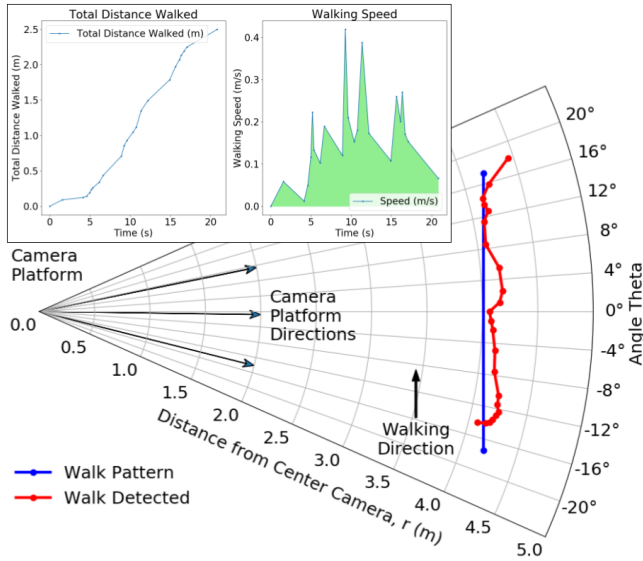 Total Distance Walked
Total Distance Walked (m)
2.5
2.0
1.5
1.0
0.5
0.0
0
5
10
15
20
Time (s)
Total Distance Walked (m)
Walking Speed
Walking Speed (m/s)
0.4
0.3
0.2
0.1
0.0
0
5
10
15
20
Time (s)
Speed (m/s)
Camera
Platform
Camera
Platform
Directions
Walking
Direction
20°
16°
12°
8°
4°
0°
-4°
-8°
-12°
-16°
-20°
Angle Theta
0.0
0.5
1.0
1.5
2.0
2.5
3.0
3.5
4.0
4.5
5.0
Distance from Center Camera, r (m)
Walk Pattern
Walk Detected